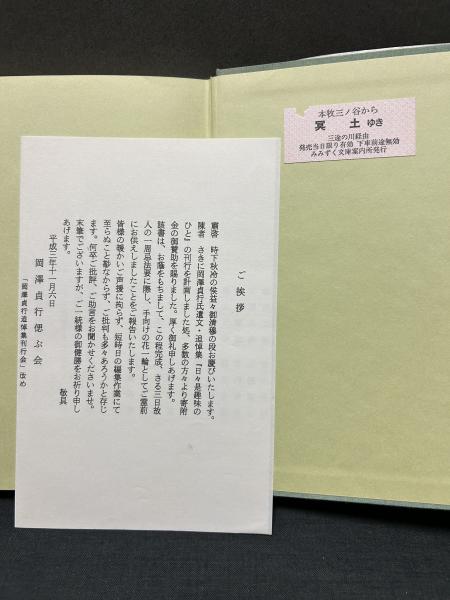 本牧三ノ谷から
冥土ゆき
三途の川経由
発売当日限り有効 下車前途無効
みみずく文庫案内所発行
ご挨拶
粛啓 時下秋冷の候益々御清穆の段お慶びいたします。
陳者 さきに岡澤貞行氏遺文・追悼集『日々是趣味の
ひと』の刊行を計画しました処、多数の方々より寄附
金の御賛助を賜りました。厚く御礼申しあげます。
該書は、お蔭をもちまして、この程完成、さる三日故
人の一周忌法要に際し、手向けの花一輪としてご霊前
にお供えしましたことをご報告いたします。
皆様の暖かいご声援に拘らず、短時日の編集作業にて
至らぬこと尠なからず、ご批判も多々あろうかと存じ
ます。何卒ご批評、ご助言をお聞かせくださいませ。
末筆でございますが、ご一統様の御健勝をお祈り申し
あげます。
敬具
平成三年十一月六日
岡澤貞行偲ぶ会
「岡澤貞行追悼集刊行会」改め